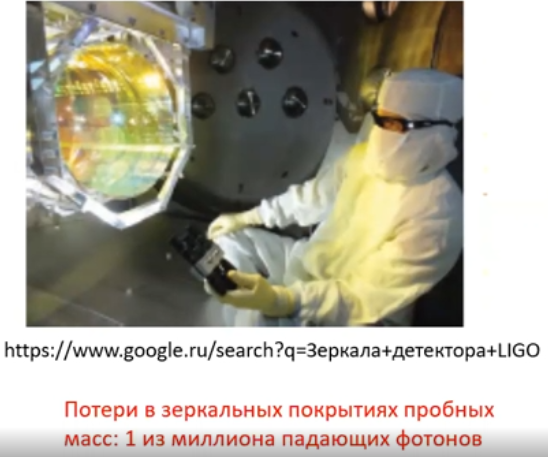 https://www.google.ru/search?q=Зеркала+детектора+LIGO
Потери в зеркальных покрытиях пробных
масс: 1 из миллиона падающих фотонов